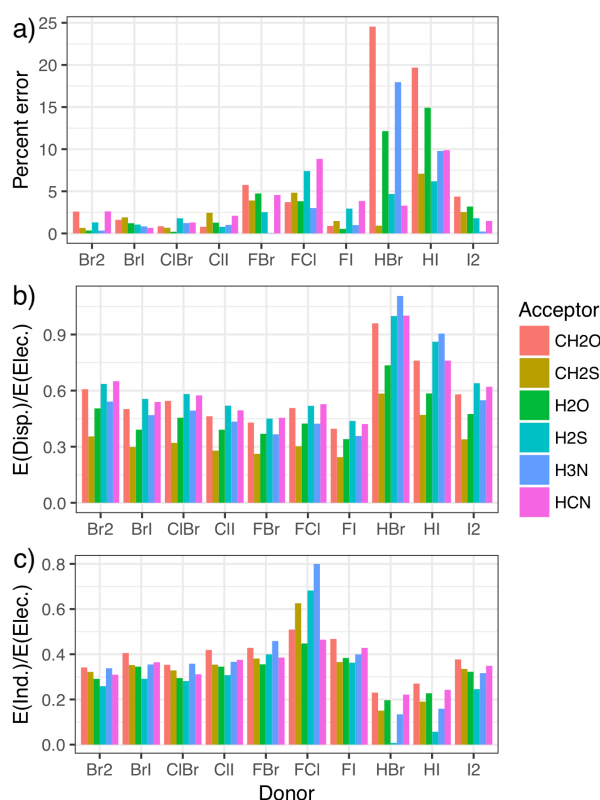 a)
Percent error
25
20
15
10
5
0
Br2 BrI ClBr ClI FBr FCl FI HBr HI I2
b)
E(Disp.)/E(Elec.)
0.9
0.6
0.3
0.0
Br2 BrI ClBr ClI FBr FCl FI HBr HI I2
Acceptor
CH2O
CH2S
H2O
H2S
H3N
HCN
c)
E(Ind.)/E(Elec.)
0.8
0.6
0.4
0.2
0.0
Br2 BrI ClBr ClI FBr FCl FI HBr HI I2
Donor